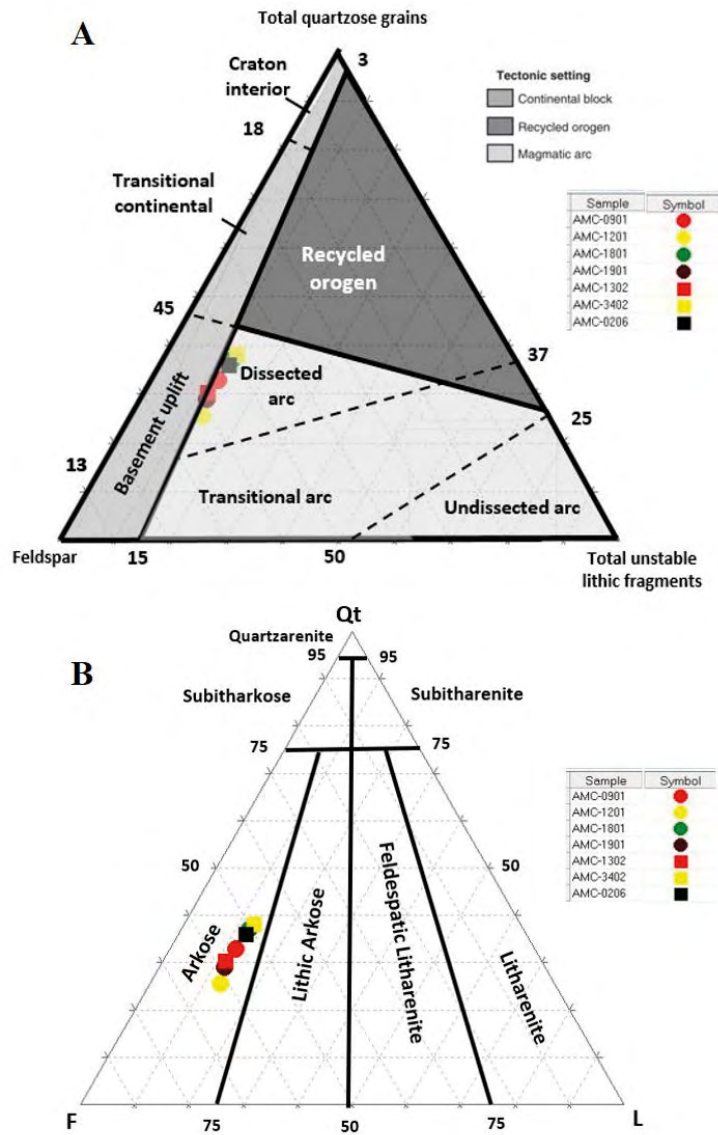 Total quartzose grains
A
3
Craton
interior
18
Tectonic setting
Continental block
Recycled orogen
Magmatic arc
Transitional
continental
Sample Symbol
AMC-0901
AMC-1201
AMC-1801
AMC-1901
AMC-1302
AMC-3402
AMC-0206
Recycled
orogen
45
37
Dissected
arc
25
Basement uplift
13
Transitional arc
Undissected arc
Feldspar
15
50
Total unstable
lithic fragments
Qt
Quartzarenite
B
95
95
Subitharkose
Subitharenite
75
75
Sample Symbol
AMC-0901
AMC-1201
AMC-1801
AMC-1901
AMC-1302
AMC-3402
AMC-0206
50
50
Arkose
Lithic Arkose
Feldespatic Litharenite
Litharenite
F
75
50
75
L